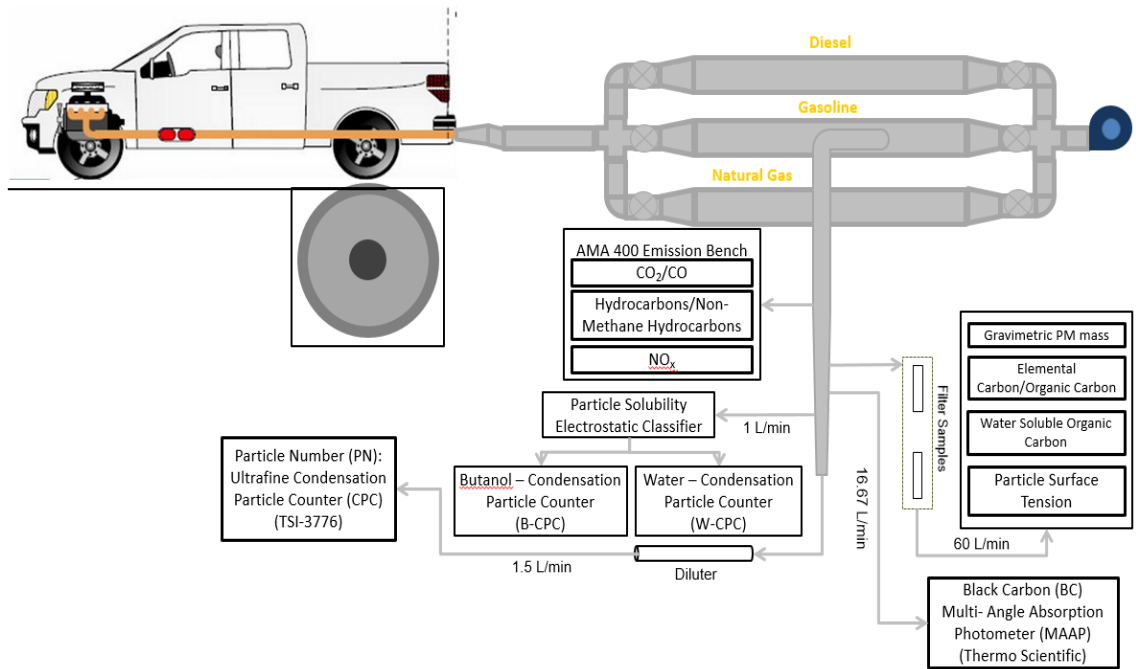 Diesel
Gasoline
Natural Gas
AMA 400 Emission Bench
CO₂/CO
Hydrocarbons/Non-
Methane Hydrocarbons
NOₓ
Gravimetric PM mass
Elemental
Carbon/Organic Carbon
Water Soluble Organic
Carbon
Particle Surface
Tension
Filter Samples
Particle Solubility
Electrostatic Classifier
1 L/min
Particle Number (PN):
Ultrafine Condensation
Particle Counter (CPC)
(TSI-3776)
Butanol – Condensation
Particle Counter
(B-CPC)
Water – Condensation
Particle Counter
(W-CPC)
16.67 L/min
60 L/min
1.5 L/min
Diluter
Black Carbon (BC)
Multi- Angle Absorption
Photometer (MAAP)
(Thermo Scientific)